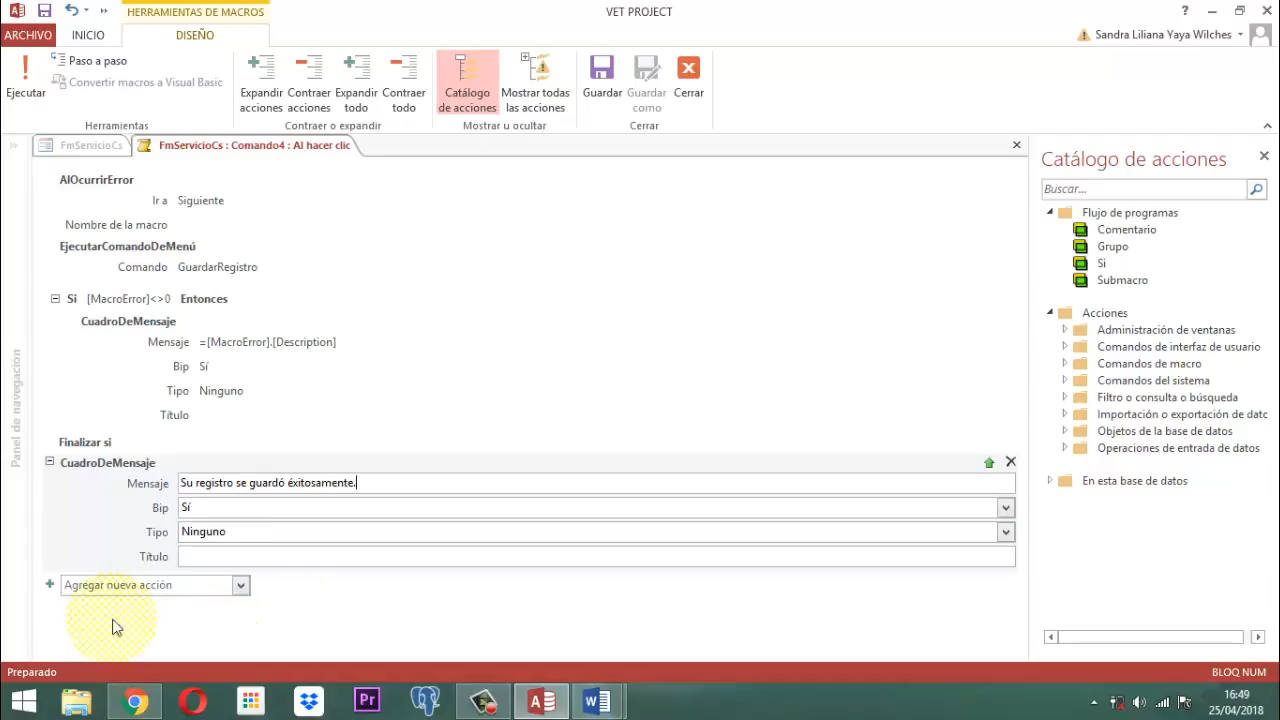 HERRAMIENTAS DE MACROS
VET PROJECT
?
ARCHIVO
INICIO
DISEÑO
Sandra Liliana Yaya Wilches
Ejecutar
Paso a paso
Convertir macros a Visual Basic
Herramientas
Expandir acciones
Contraer acciones
Expandir todo
Contraer todo
Contraer o expandir
Catálogo de acciones
Mostrar todas las acciones
Mostrar u ocultar
Guardar
Guardar como
Cerrar
Cerrar
FmServicioCs
FmServicioCs : Comando4 : Al hacer clic
Panel de navegación
AlOcurrirError
Ir a Siguiente
Nombre de la macro
EjecutarComandoDeMenú
Comando GuardarRegistro
Si [MacroError]<>0 Entonces
CuadroDeMensaje
Mensaje =[MacroError].[Description]
Bip Sí
Tipo Ninguno
Título
Finalizar si
CuadroDeMensaje
Mensaje Su registro se guardó éxitosamente.
Bip Sí
Tipo Ninguno
Título
Agregar nueva acción
Catálogo de acciones
Buscar...
Flujo de programas
Comentario
Grupo
Si
Submacro
Acciones
Administración de ventanas
Comandos de interfaz de usuario
Comandos de macro
Comandos del sistema
Filtro o consulta o búsqueda
Importación o exportación de datc
Objetos de la base de datos
Operaciones de entrada de datos
En esta base de datos
Preparado
BLOQ NUM
Pr
16:49
25/04/2018